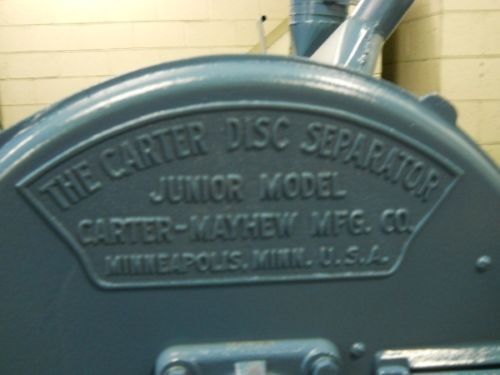 THE CARTER DISC SEPARATOR
JUNIOR MODEL
CARTER-MAYHEW MFG. CO.
MINNEAPOLIS. MINN. U.S.A.